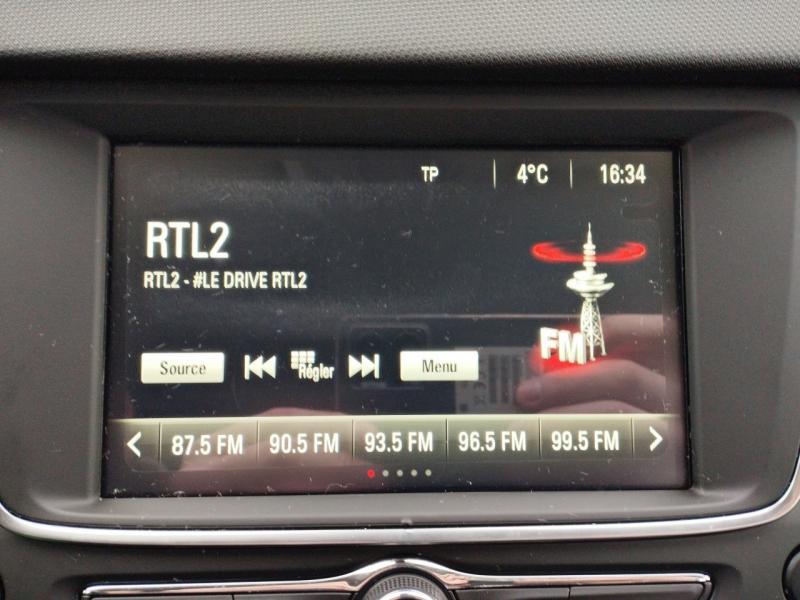 TP 4°C 16:34
RTL2
RTL2 - #LE DRIVE RTL2
FM
Source Régler Menu
87.5 FM 90.5 FM 93.5 FM 96.5 FM 99.5 FM